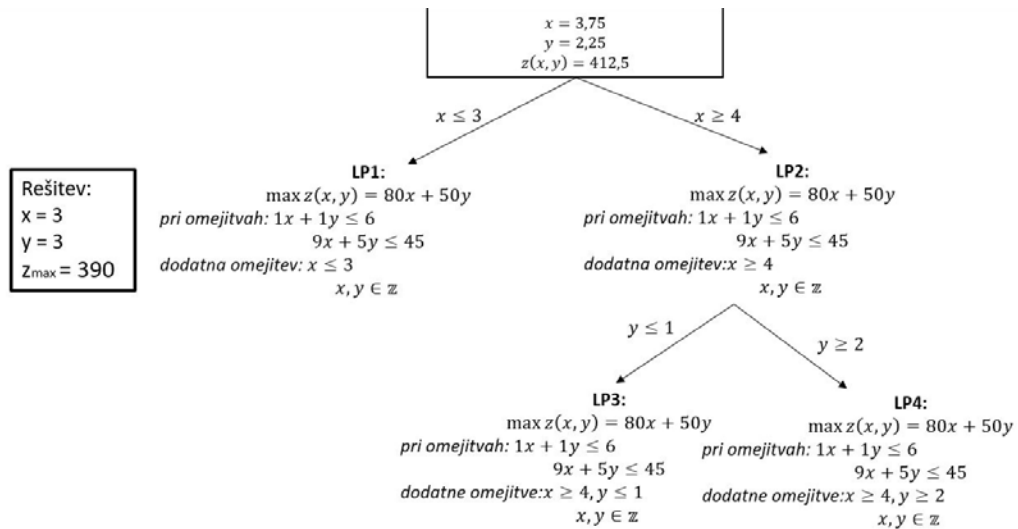 x = 3,75
y = 2,25
z(x, y) = 412,5
x ≤ 3
x ≥ 4
Rešitev:
x = 3
y = 3
zmax = 390
LP1:
max z(x, y) = 80x + 50y
pri omejitvah: 1x + 1y ≤ 6
9x + 5y ≤ 45
dodatna omejitev: x ≤ 3
x, y ∈ ℤ
LP2:
max z(x, y) = 80x + 50y
pri omejitvah: 1x + 1y ≤ 6
9x + 5y ≤ 45
dodatna omejitev:x ≥ 4
x, y ∈ ℤ
y ≤ 1
y ≥ 2
LP3:
max z(x, y) = 80x + 50y
pri omejitvah: 1x + 1y ≤ 6
9x + 5y ≤ 45
dodatne omejitve:x ≥ 4, y ≤ 1
x, y ∈ ℤ
LP4:
max z(x, y) = 80x + 50y
pri omejitvah: 1x + 1y ≤ 6
9x + 5y ≤ 45
dodatne omejitve:x ≥ 4, y ≥ 2
x, y ∈ ℤ